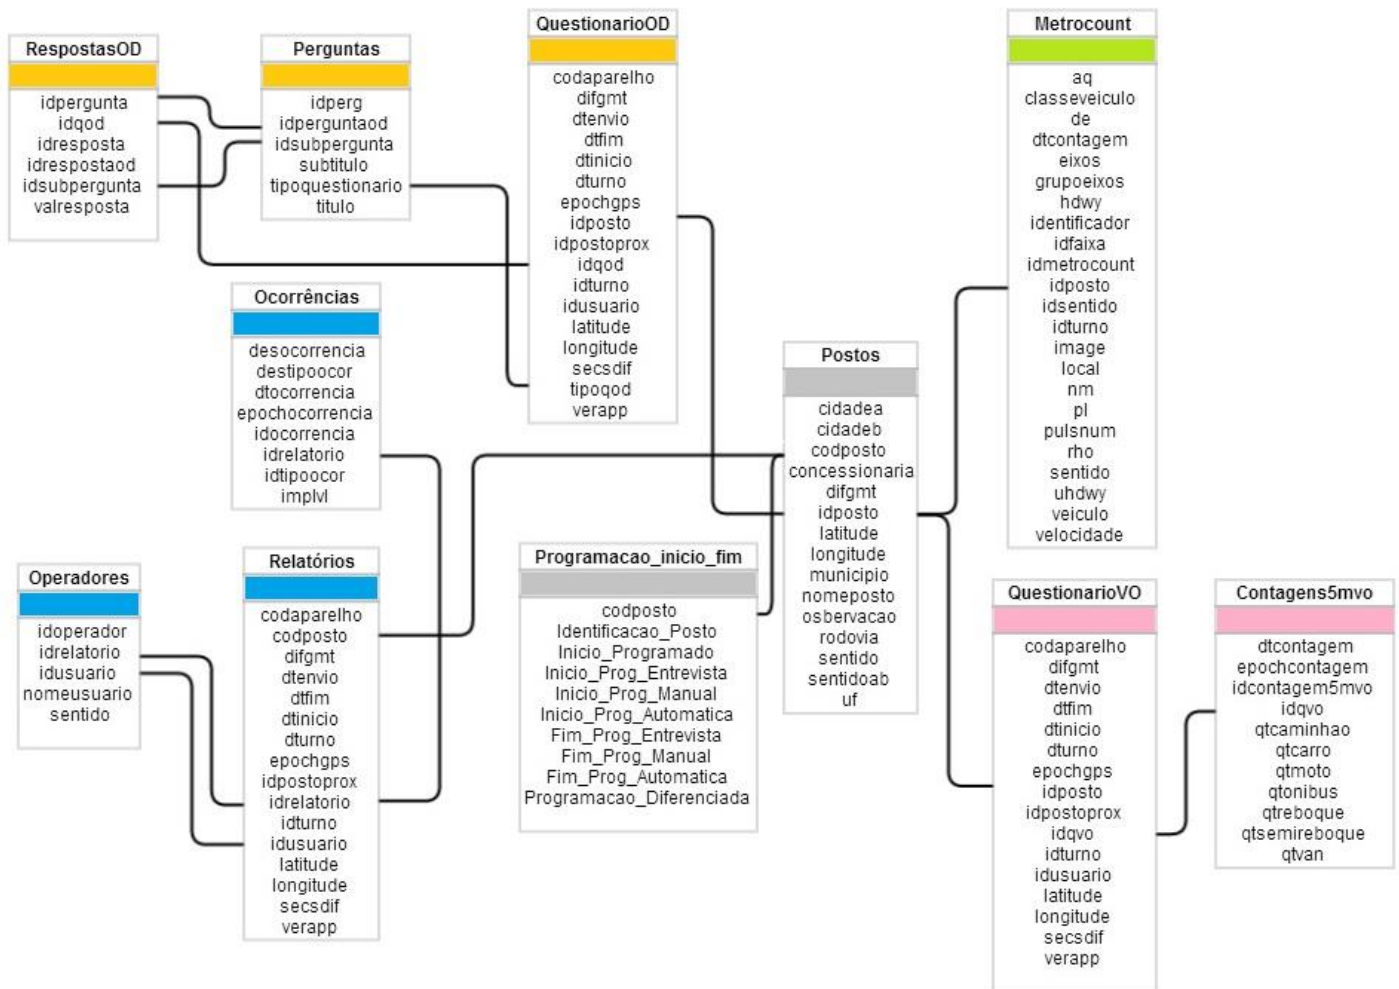 RespostasOD
idpergunta
idqod
idresposta
idrespostaod
idsubpergunta
valresposta
Perguntas
idperg
idperguntaod
idsubpergunta
subtitulo
tipoquestionario
titulo
QuestionarioOD
codaparelho
difgmt
dtenvio
dtfim
dtinicio
dturno
epochgps
idposto
idpostoprox
idqod
idturno
idusuario
latitude
longitude
secsdif
tipoqod
verapp
Metrocount
aq
classeveiculo
de
dtcontagem
eixos
grupoeixos
hdwy
identificador
idfaixa
idmetrocount
idposto
idsentido
idturno
image
local
nm
pl
pulsnum
rho
sentido
uhdwy
veiculo
velocidade
Ocorrências
desocorrencia
destipoocor
dtocorrencia
epochocorrencia
idocorrencia
idrelatorio
idtipoocor
implvl
Postos
cidadea
cidadeb
codposto
concessionaria
difgmt
idposto
latitude
longitude
municipio
nomeposto
osbervacao
rodovia
sentido
sentidoab
uf
Operadores
idoperador
idrelatorio
idusuario
nomeusuario
sentido
Relatórios
codaparelho
codposto
difgmt
dtenvio
dtfim
dtinicio
dturno
epochgps
idpostoprox
idrelatorio
idturno
idusuario
latitude
longitude
secsdif
verapp
Programacao_inicio_fim
codposto
Identificacao_Posto
Inicio_Programado
Inicio_Prog_Entrevista
Inicio_Prog_Manual
Inicio_Prog_Automatica
Fim_Prog_Entrevista
Fim_Prog_Manual
Fim_Prog_Automatica
Programacao_Diferenciada
QuestionarioVO
codaparelho
difgmt
dtenvio
dtfim
dtinicio
dturno
epochgps
idposto
idpostoprox
idqvo
idturno
idusuario
latitude
longitude
secsdif
verapp
Contagens5mvo
dtcontagem
epochcontagem
idcontagem5mvo
idqvo
qtcaminhao
qtcarro
qtmoto
qtonibus
qtreboque
qtsemireboque
qtvan